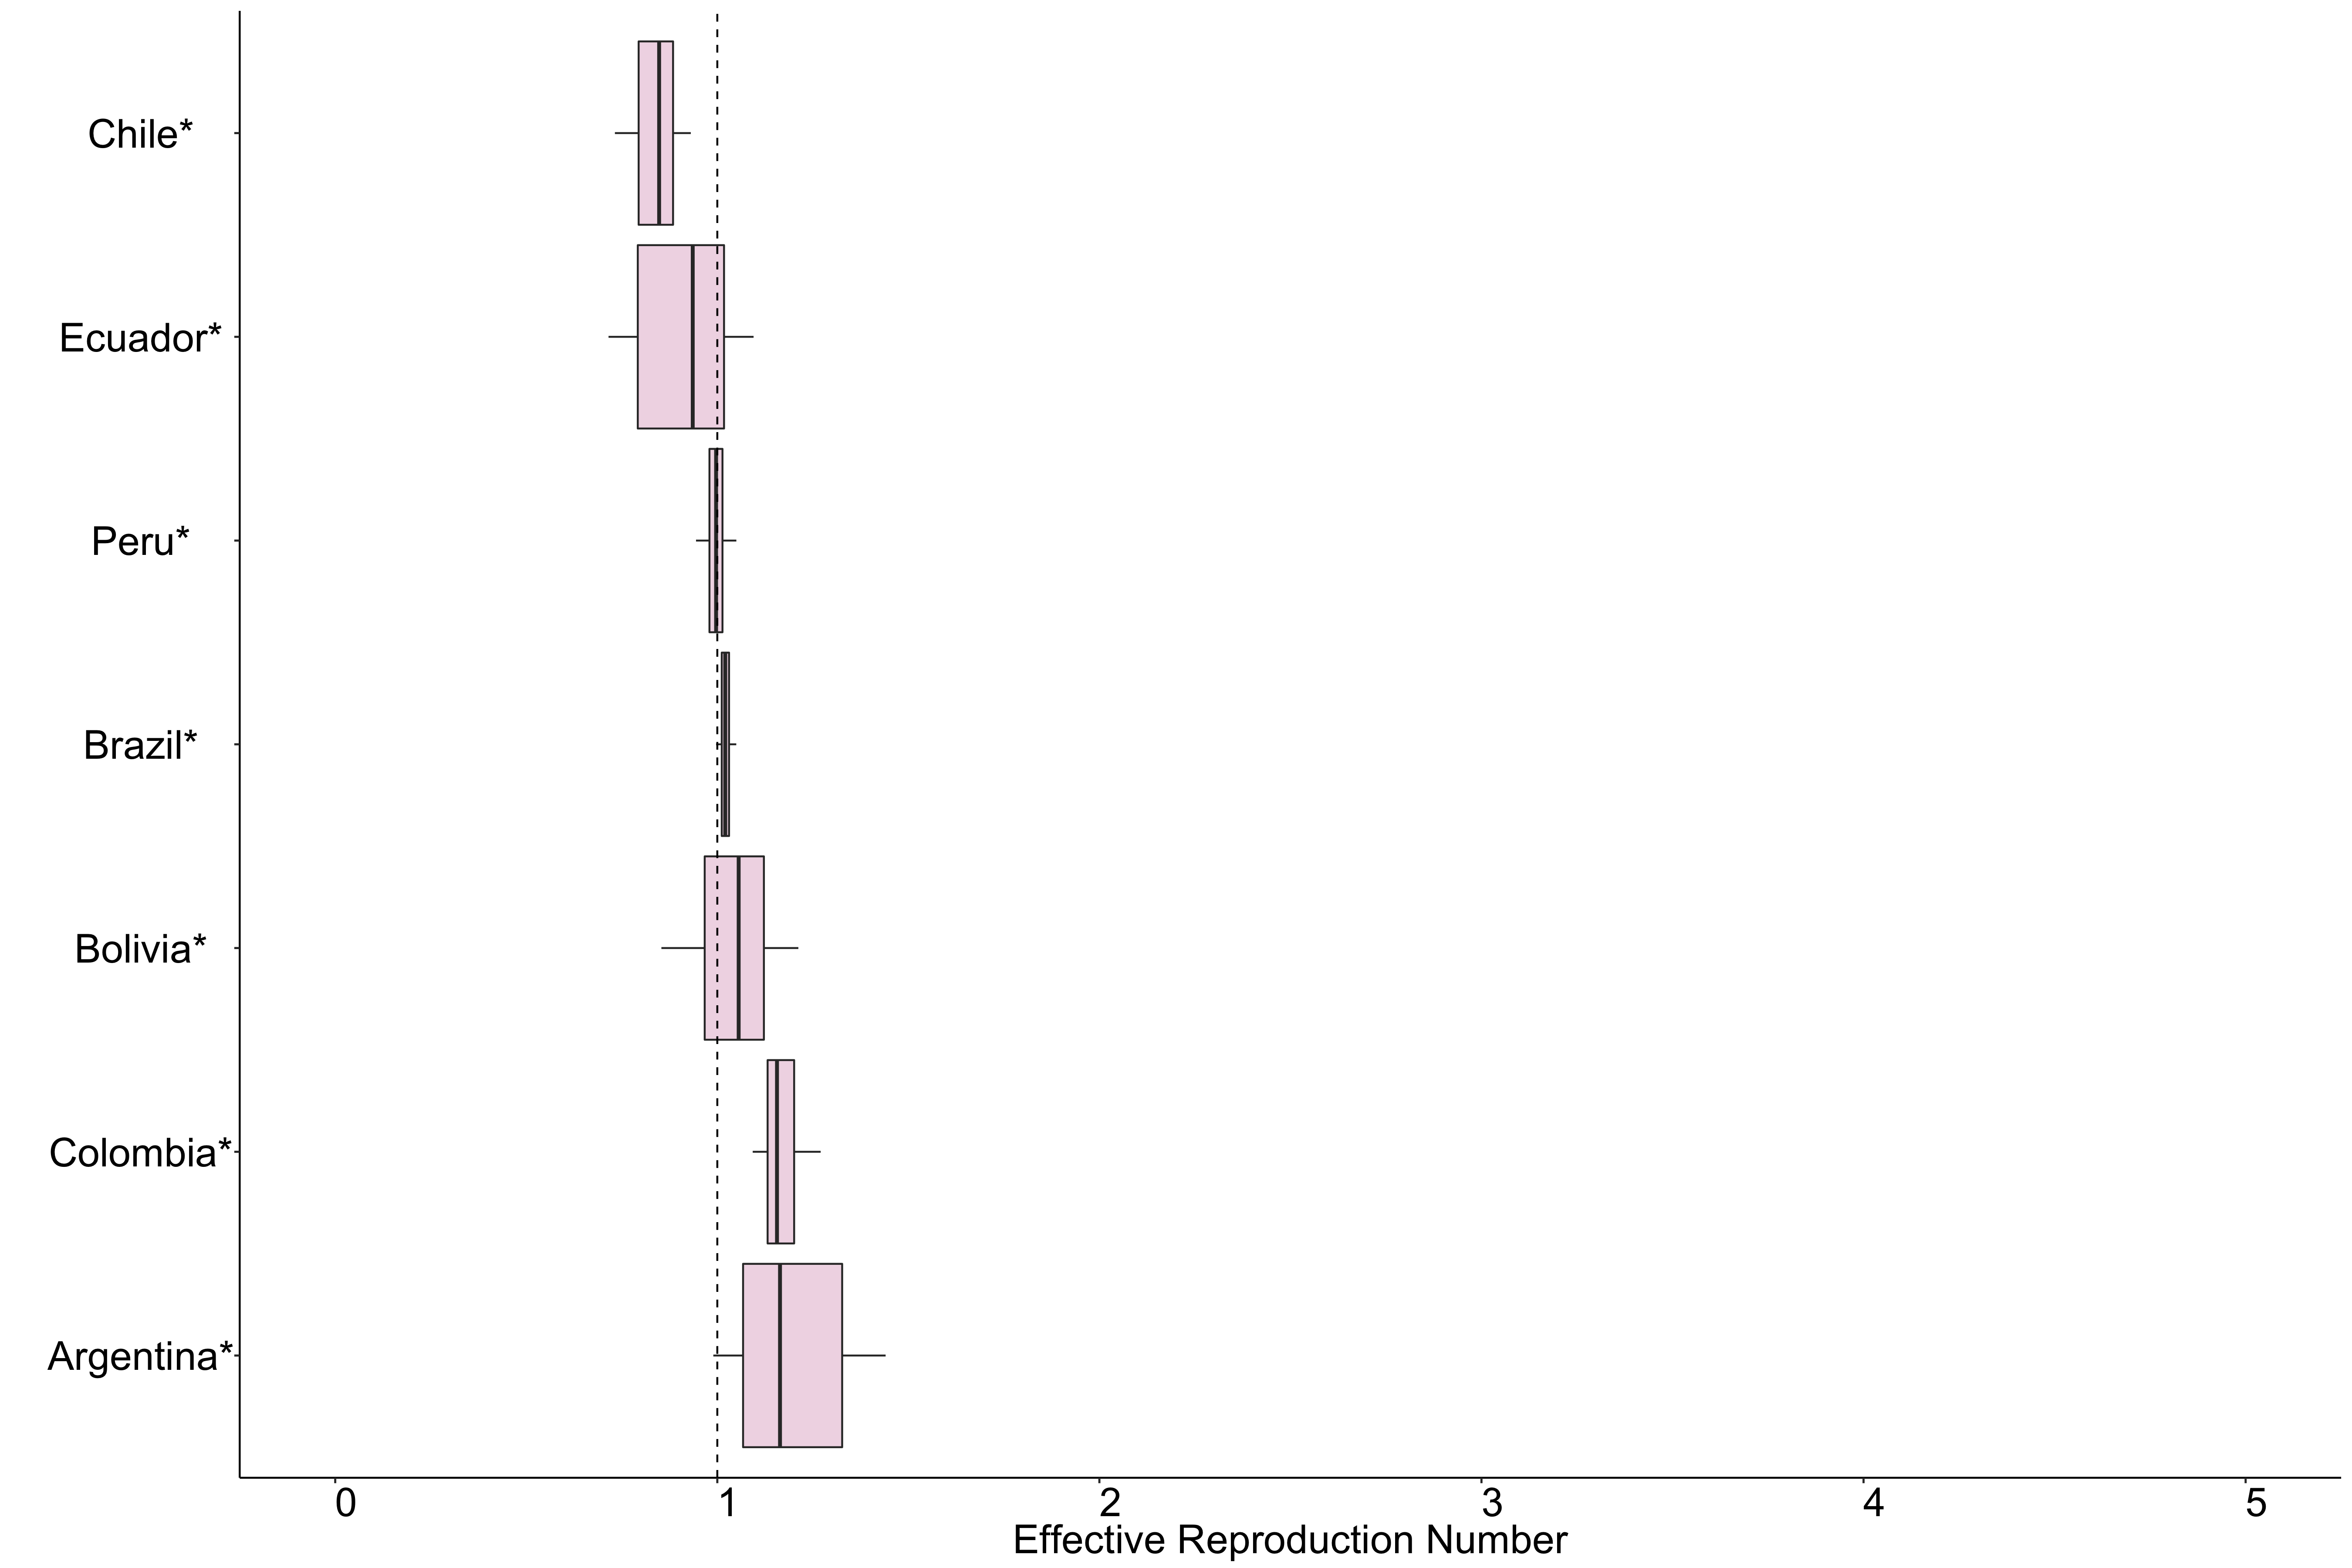 Chile*
Ecuador*
Peru*
Brazil*
Bolivia*
Colombia*
Argentina*
0 1 2 3 4 5
Effective Reproduction Number